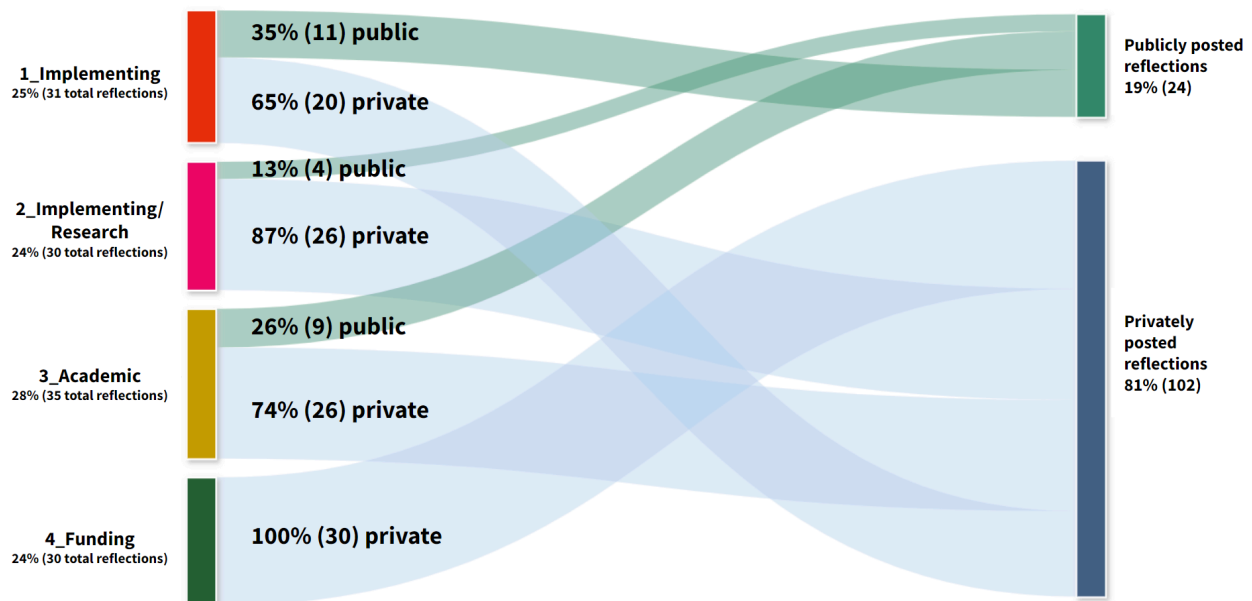 35% (11) public
1_Implementing
25% (31 total reflections)
65% (20) private
13% (4) public
2_Implementing/
Research
24% (30 total reflections)
87% (26) private
26% (9) public
3_Academic
28% (35 total reflections)
74% (26) private
4_Funding
24% (30 total reflections)
100% (30) private
Publicly posted
reflections
19% (24)
Privately
posted
reflections
81% (102)